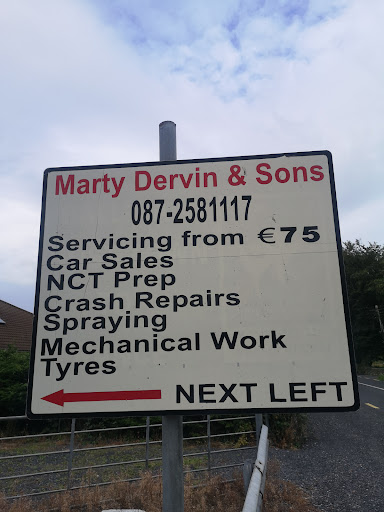 Marty Dervin & Sons
087-2581117
Servicing from €75
Car Sales
NCT Prep
Crash Repairs
Spraying
Mechanical Work
Tyres
NEXT LEFT